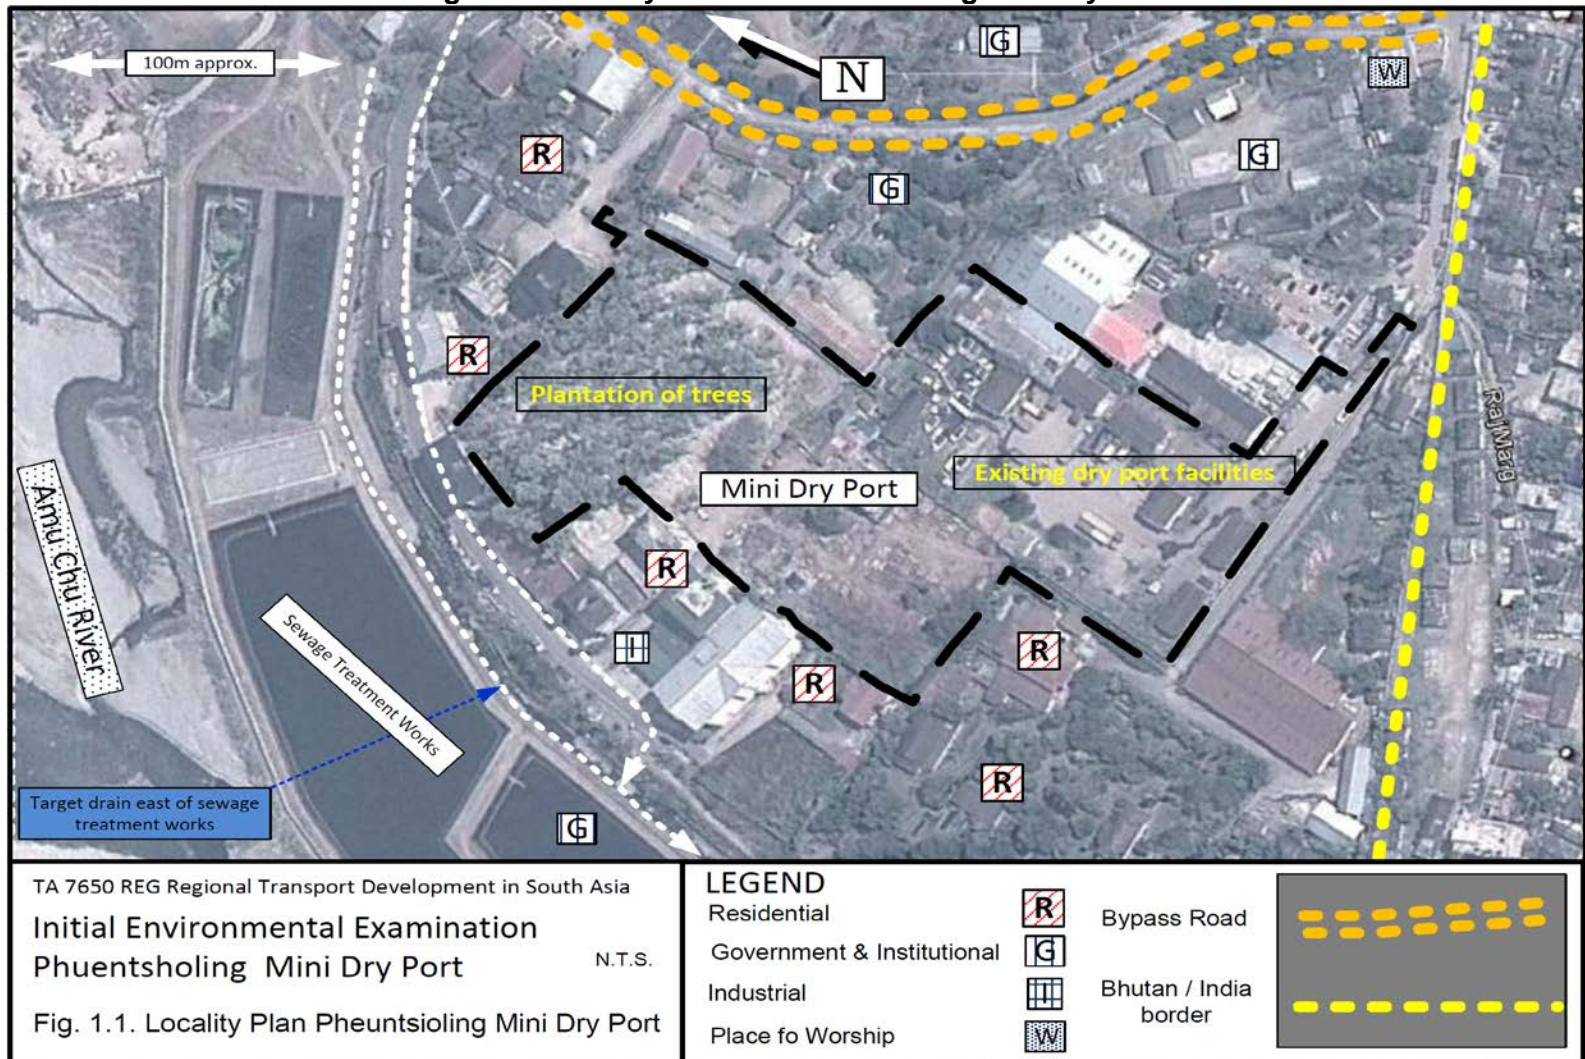 100m approx.
N
G
W
R
G
G
R
Plantation of trees
Existing dry port facilities
Mini Dry Port
RajMarg
Amu Chu River
R
I
R
R
R
Sewage Treatment Works
Target drain east of sewage
treatment works
G
TA 7650 REG Regional Transport Development in South Asia
Initial Environmental Examination
Phuentsholing Mini Dry Port
N.T.S.
Fig. 1.1. Locality Plan Pheuntsioling Mini Dry Port
LEGEND
Residential R
Government & Institutional G
Industrial I
Place fo Worship W
Bypass Road
Bhutan / India
border